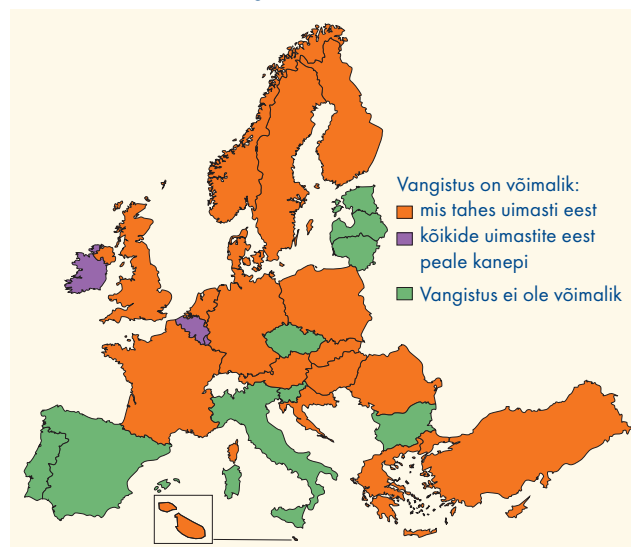 Vangistus on võimalik:
mis tahes uimasti eest
kõikide uimastite eest
peale kanepi
Vangistus ei ole võimalik